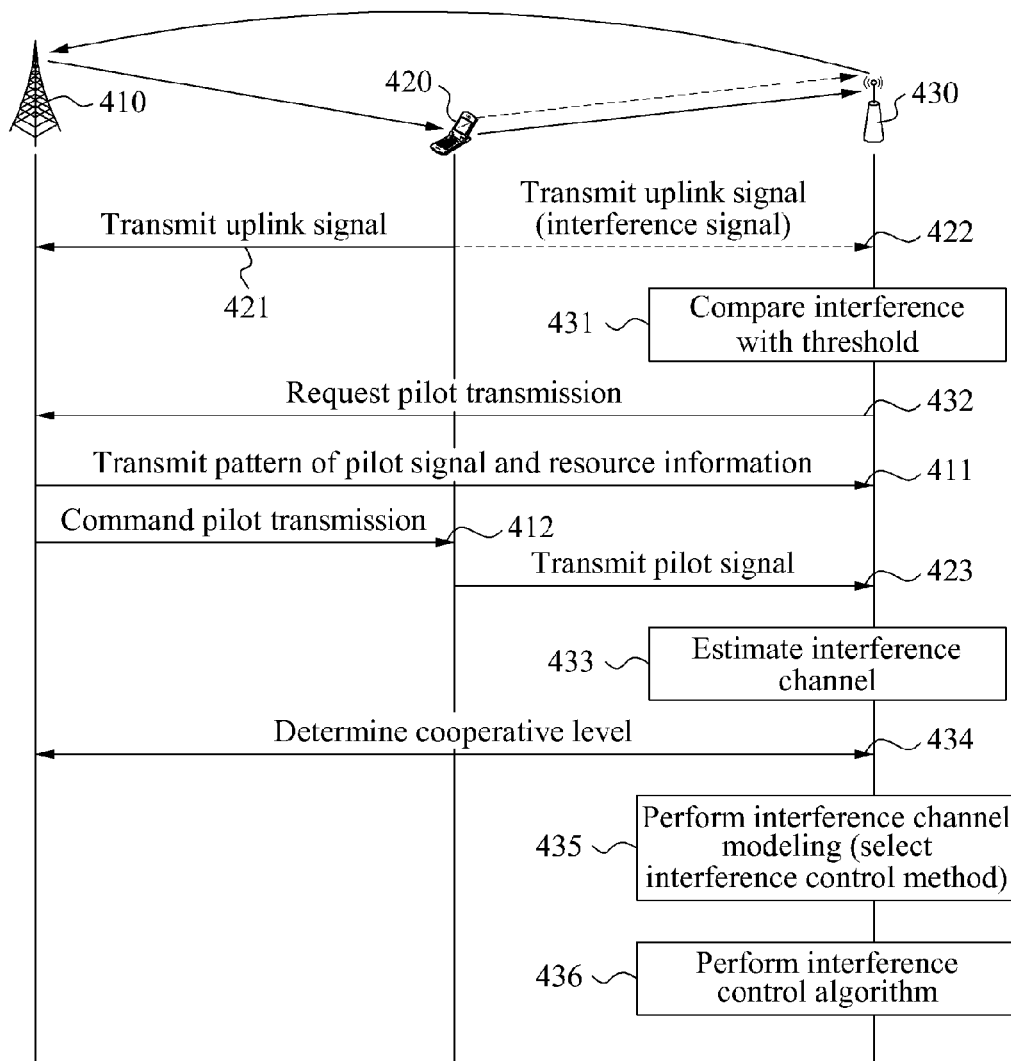 410
420
430
Transmit uplink signal
Transmit uplink signal
(interference signal)
421
422
431
Compare interference
with threshold
Request pilot transmission
432
Transmit pattern of pilot signal and resource information
411
Command pilot transmission
412
Transmit pilot signal
423
433
Estimate interference
channel
Determine cooperative level
434
435
Perform interference channel
modeling (select
interference control method)
436
Perform interference
control algorithm